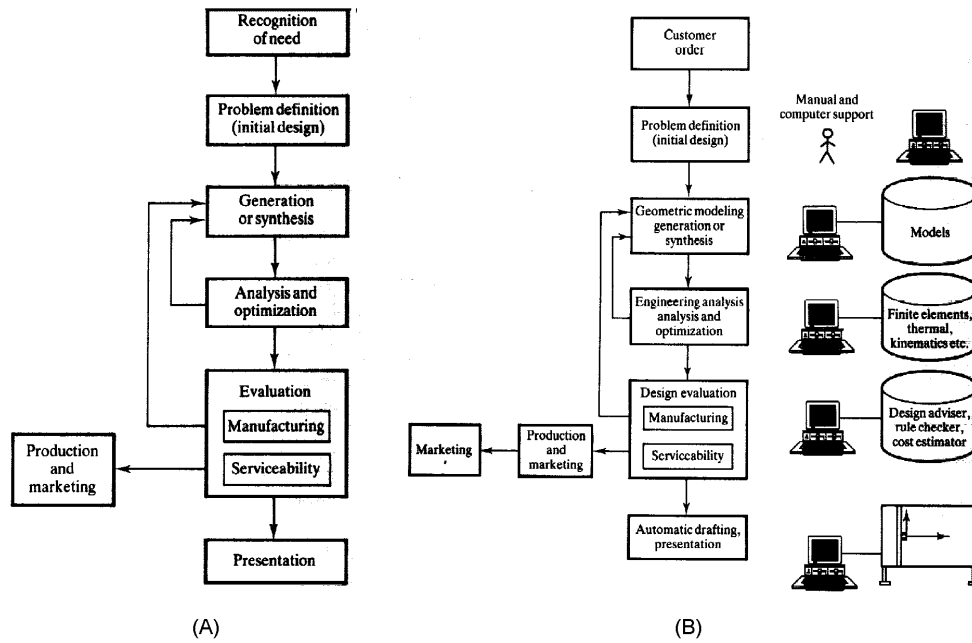 Recognition
of need
Problem definition
(initial design)
Generation
or synthesis
Analysis and
optimization
Evaluation
Manufacturing
Serviceability
Production
and
marketing
Presentation
(A)
Customer
order
Problem definition
(initial design)
Geometric modeling
generation or
synthesis
Engineering analysis
analysis and
optimization
Design evaluation
Manufacturing
Serviceability
Marketing
Production
and
marketing
Automatic drafting,
presentation
Manual and
computer support
Models
Finite elements,
thermal,
kinematics etc.
Design adviser,
rule checker,
cost estimator
(B)